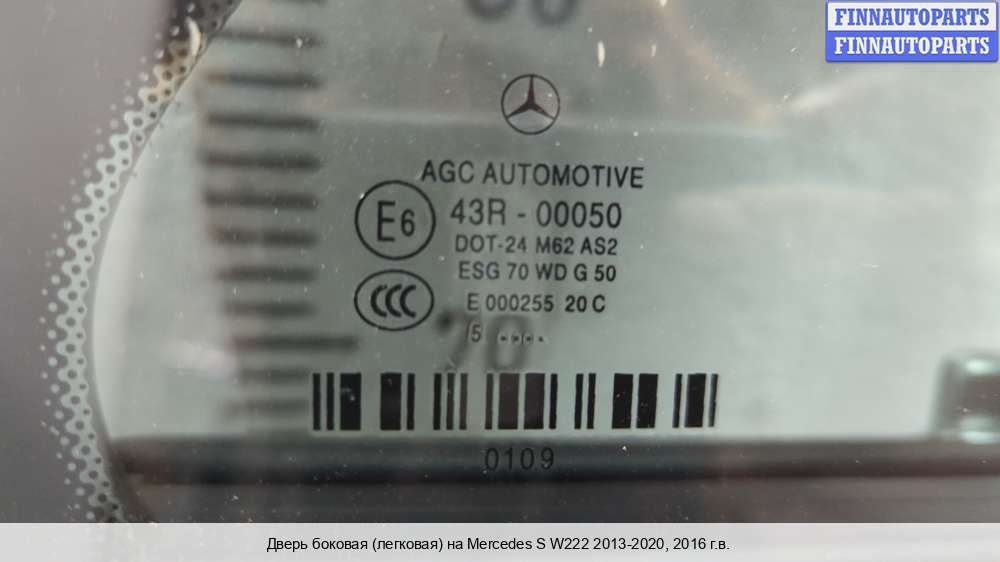 FINNAUTOPARTS
FINNAUTOPARTS
AGC AUTOMOTIVE
E6
43R - 00050
DOT-24 M62 AS2
ESG 70 WD G 50
CCC
E 000255 20 C
70
0109
Дверь боковая (легковая) на Mercedes S W222 2013-2020, 2016 г.в.